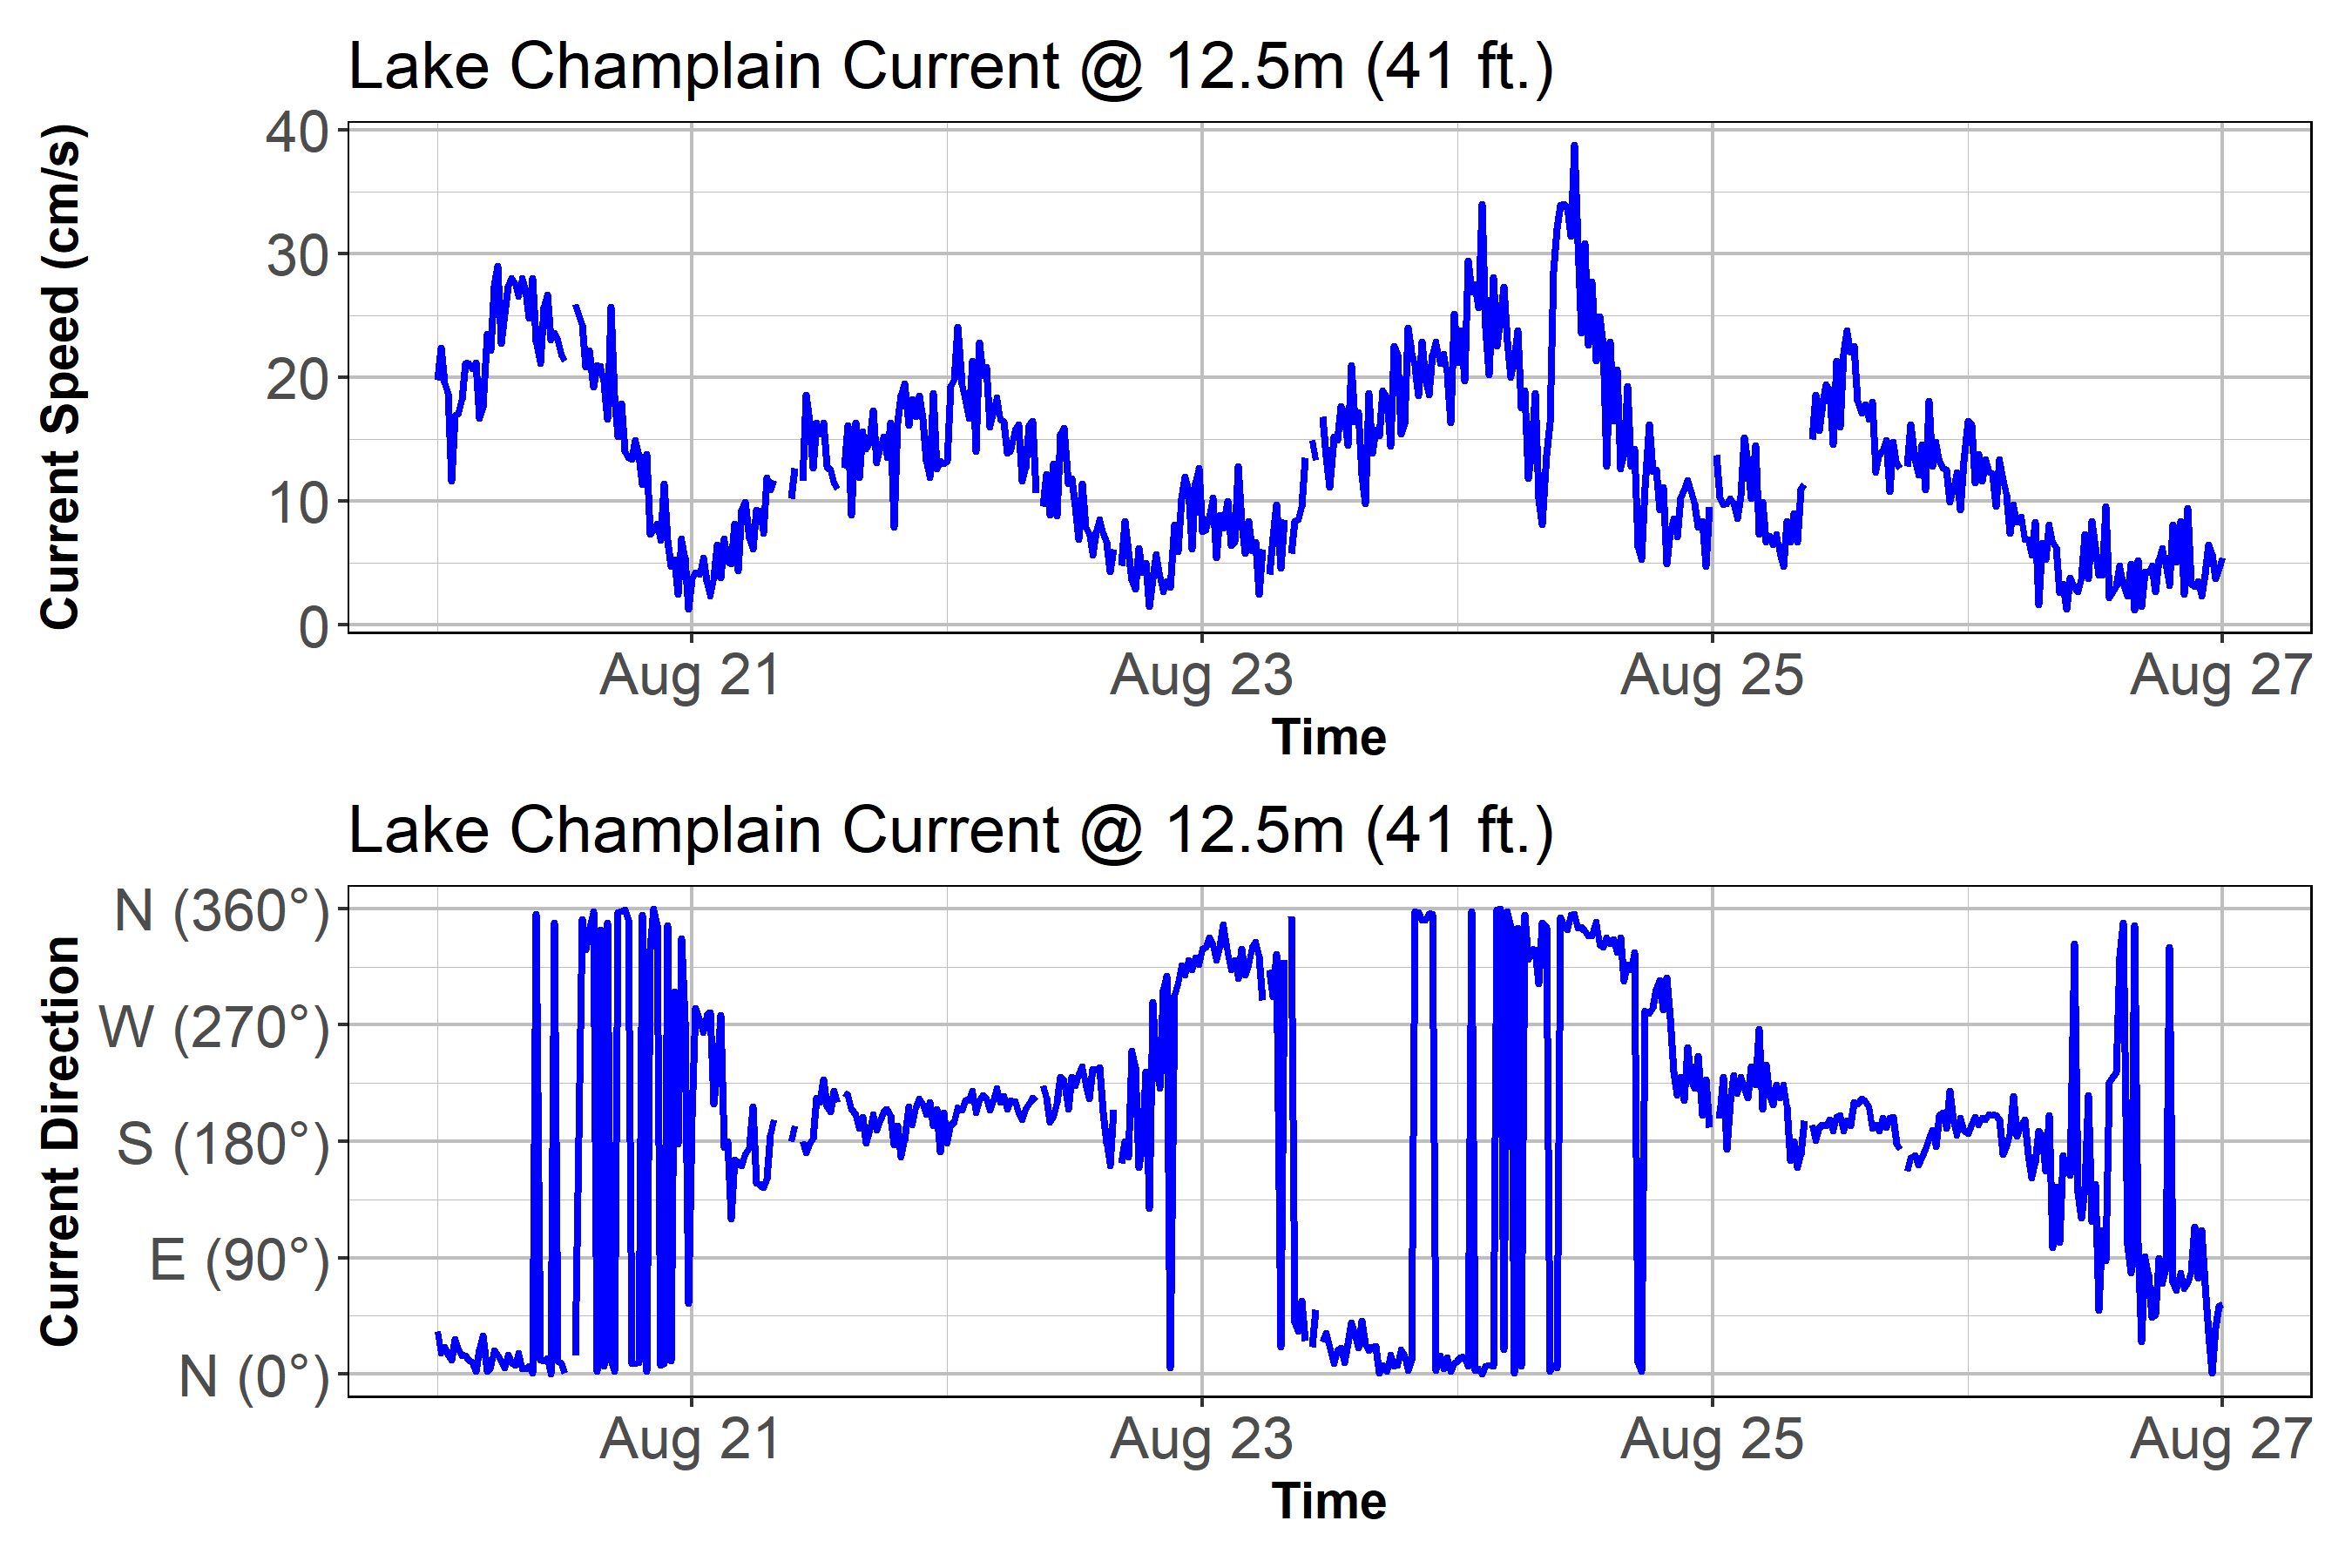 Lake Champlain Current @ 12.5m (41 ft.)
Current Speed (cm/s)
40
30
20
10
0
Aug 21 Aug 23 Aug 25 Aug 27
Time
Lake Champlain Current @ 12.5m (41 ft.)
Current Direction
N (360°)
W (270°)
S (180°)
E (90°)
N (0°)
Aug 21 Aug 23 Aug 25 Aug 27
Time